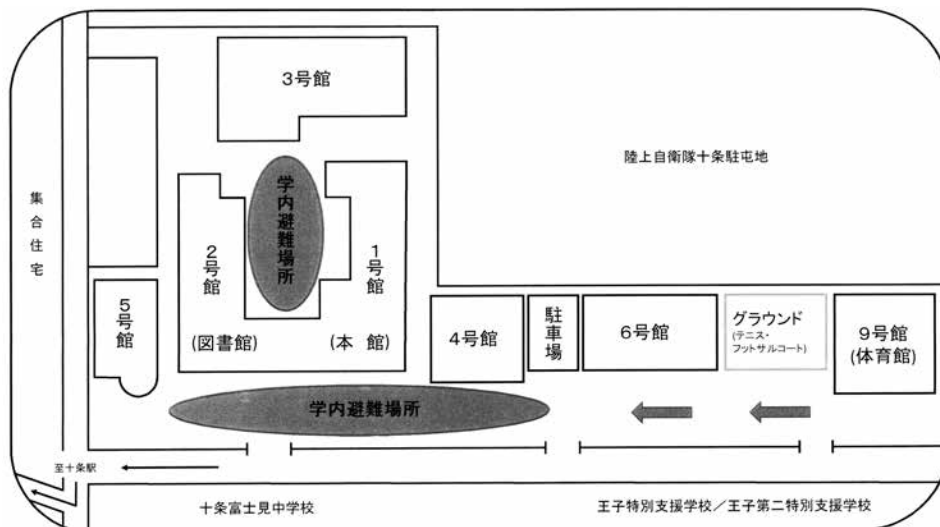 3号館
陸上自衛隊十条駐屯地
集合住宅
学内避難場所
2号館
(図書館)
1号館
(本 館)
5号館
4号館
駐車場
6号館
グラウンド
(テニス・
フットサルコート)
9号館
(体育館)
学内避難場所
至十条駅
十条富士見中学校
王子特別支援学校／王子第二特別支援学校